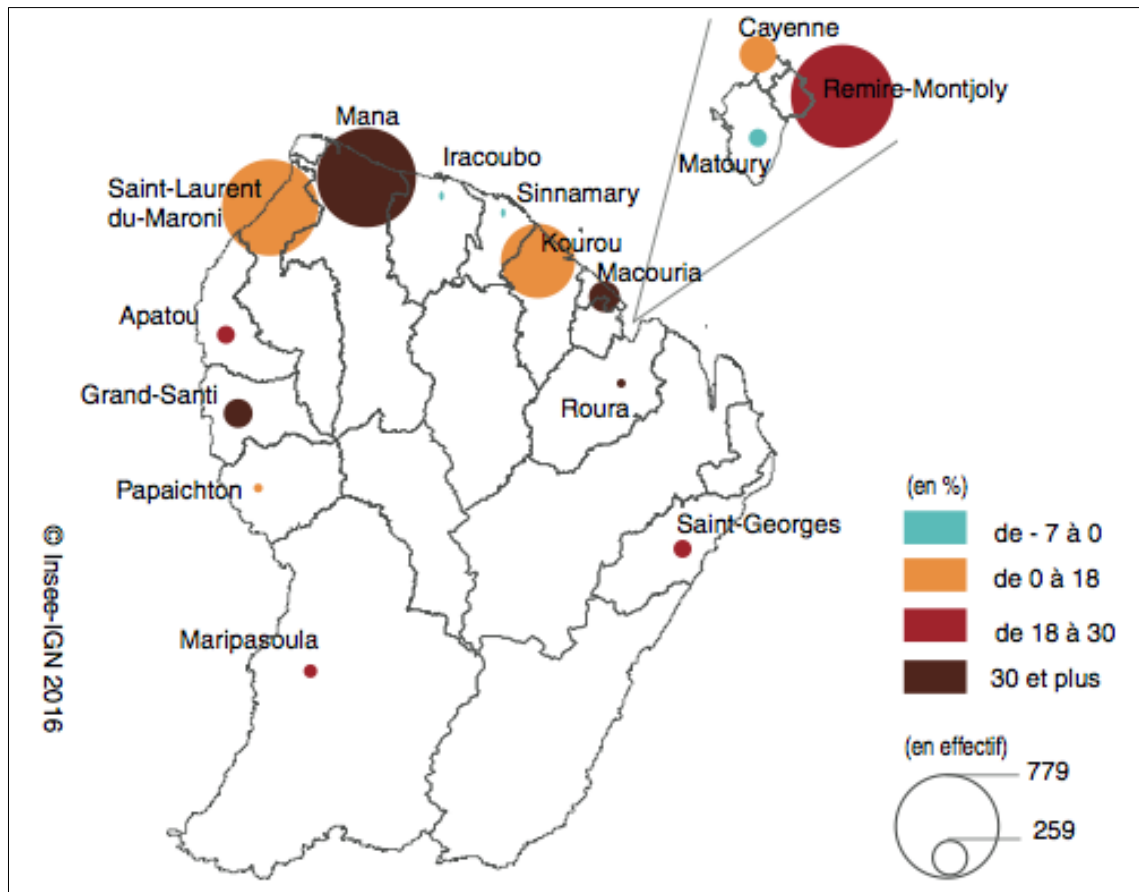 Cayenne
Remire-Montjoly
Matoury
Mana
Iracoubo
Saint-Laurent
du-Maroni
Sinnamary
Kourou
Macouria
Apatou
Grand-Santi
Roura
Papaichton
Saint-Georges
Maripasoula
© Insee-IGN 2016
(en %)
de - 7 à 0
de 0 à 18
de 18 à 30
30 et plus
(en effectif)
779
259